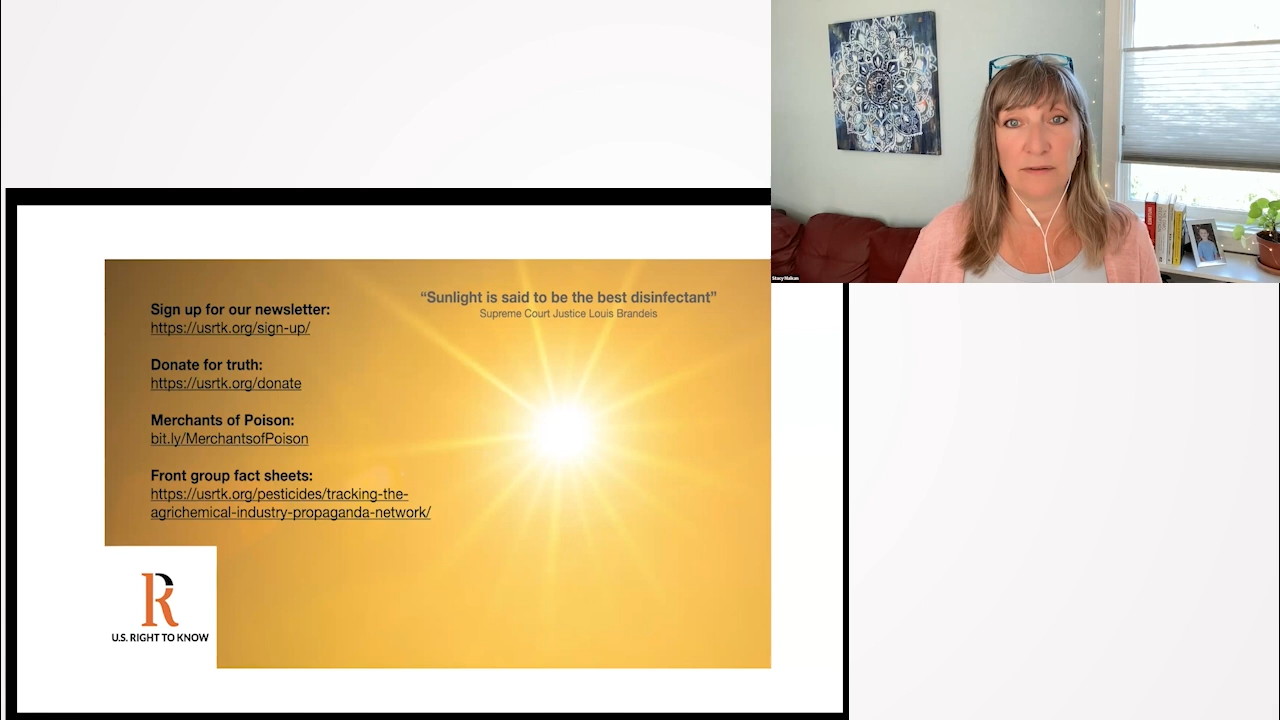 Sign up for our newsletter:
https://usrtk.org/sign-up/
Donate for truth:
https://usrtk.org/donate
Merchants of Poison:
bit.ly/MerchantsofPoison
Front group fact sheets:
https://usrtk.org/pesticides/tracking-the-
agrichemical-industry-propaganda-network/
“Sunlight is said to be the best disinfectant”
Supreme Court Justice Louis Brandeis
U.S. RIGHT TO KNOW
Stacy Malkan